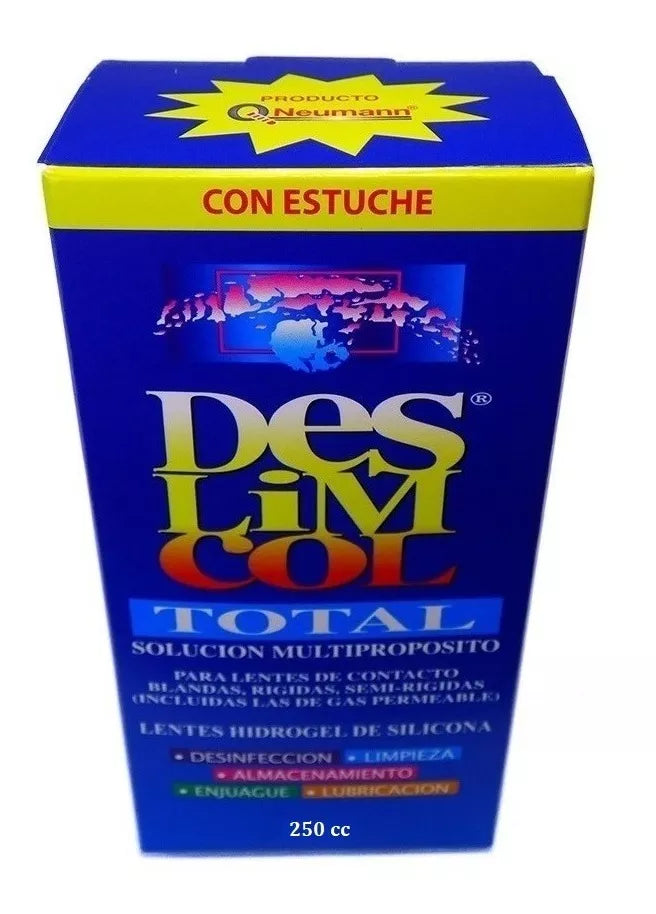 PRODUCTO
Neumann®
CON ESTUCHE
DES®
LiM
COL
TOTAL
SOLUCION MULTIPROPOSITO
PARA LENTES DE CONTACTO
BLANDAS, RIGIDAS, SEMI-RIGIDAS
(INCLUIDAS LAS DE GAS PERMEABLE)
LENTES HIDROGEL DE SILICONA
• DESINFECCION • LIMPIEZA
• ALMACENAMIENTO
• ENJUAGUE • LUBRICACION
250 cc